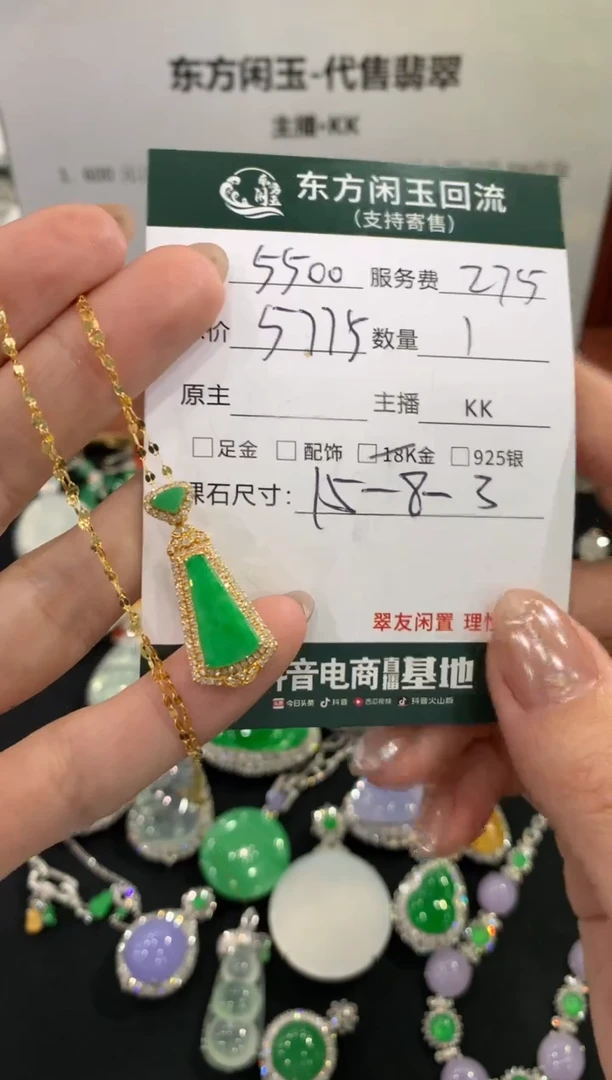 东方闲玉-代售翡翠
主播·KK
东方闲玉回流
(支持寄售)
5500 服务费 275
价 5775 数量 1
原主 主播 KK
足金 配饰 18K金 925银
裸石尺寸: 15-8-3
翠友闲置 理
抖音电商直播基地
今日头条 抖音 西瓜视频 抖音火山版